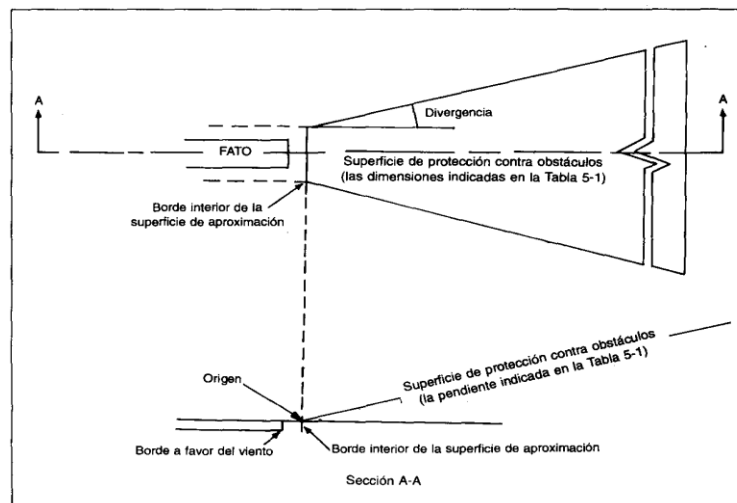 A
A
Divergencia
FATO
Superficie de protección contra obstáculos
(las dimensiones indicadas en la Tabla 5-1)
Borde interior de la
superficie de aproximación
Superficie de protección contra obstáculos
(la pendiente indicada en la Tabla 5-1)
Origen
Borde a favor del viento
Borde interior de la superficie de aproximación
Sección A-A